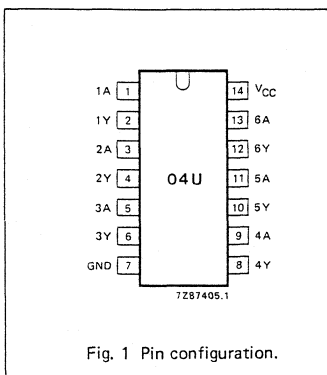 1A 1 14 VCC
1Y 2 13 6A
2A 3 12 6Y
2Y 4 04U 11 5A
3A 5 10 5Y
3Y 6 9 4A
GND 7 8 4Y
7Z87405.1
Fig. 1 Pin configuration.